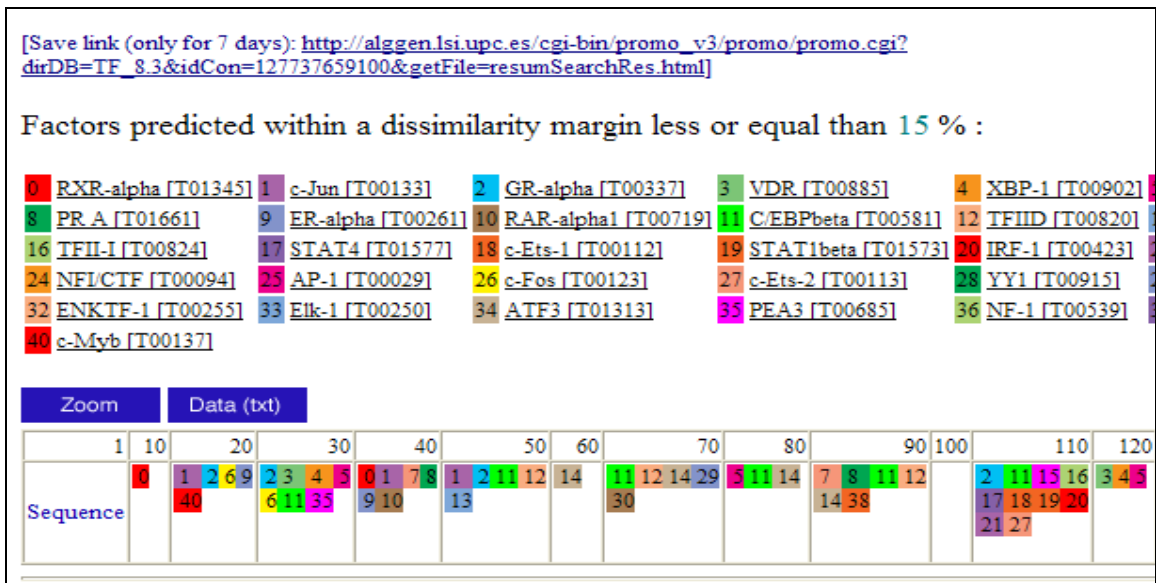 [Save link (only for 7 days): http://alggen.lsi.upc.es/cgi-bin/promo_v3/promo/promo.cgi?
dirDB=TF_8.3&idCon=127737659100&getFile=resumSearchRes.html]
Factors predicted within a dissimilarity margin less or equal than 15 % :
0 RXR-alpha [T01345] 1 c-Jun [T00133] 2 GR-alpha [T00337] 3 VDR [T00885] 4 XBP-1 [T00902]
8 PR A [T01661] 9 ER-alpha [T00261] 10 RAR-alpha1 [T00719] 11 C/EBPbeta [T00581] 12 TFIID [T00820]
16 TFII-I [T00824] 17 STAT4 [T01577] 18 c-Ets-1 [T00112] 19 STAT1beta [T01573] 20 IRF-1 [T00423]
24 NFI/CTF [T00094] 25 AP-1 [T00029] 26 c-Fos [T00123] 27 c-Ets-2 [T00113] 28 YY1 [T00915]
32 ENKTF-1 [T00255] 33 Elk-1 [T00250] 34 ATF3 [T01313] 35 PEA3 [T00685] 36 NF-1 [T00539]
40 c-Myb [T00137]
Zoom Data (txt)
1 10 20 30 40 50 60 70 80 90 100 110 120
0 1 2 6 9 2 3 4 5 0 1 7 8 1 2 11 12 14 11 12 14 29 5 11 14 7 8 11 12 2 11 15 16 3 4 5
Sequence 40 6 11 35 9 10 13 30 14 38 17 18 19 20
21 27